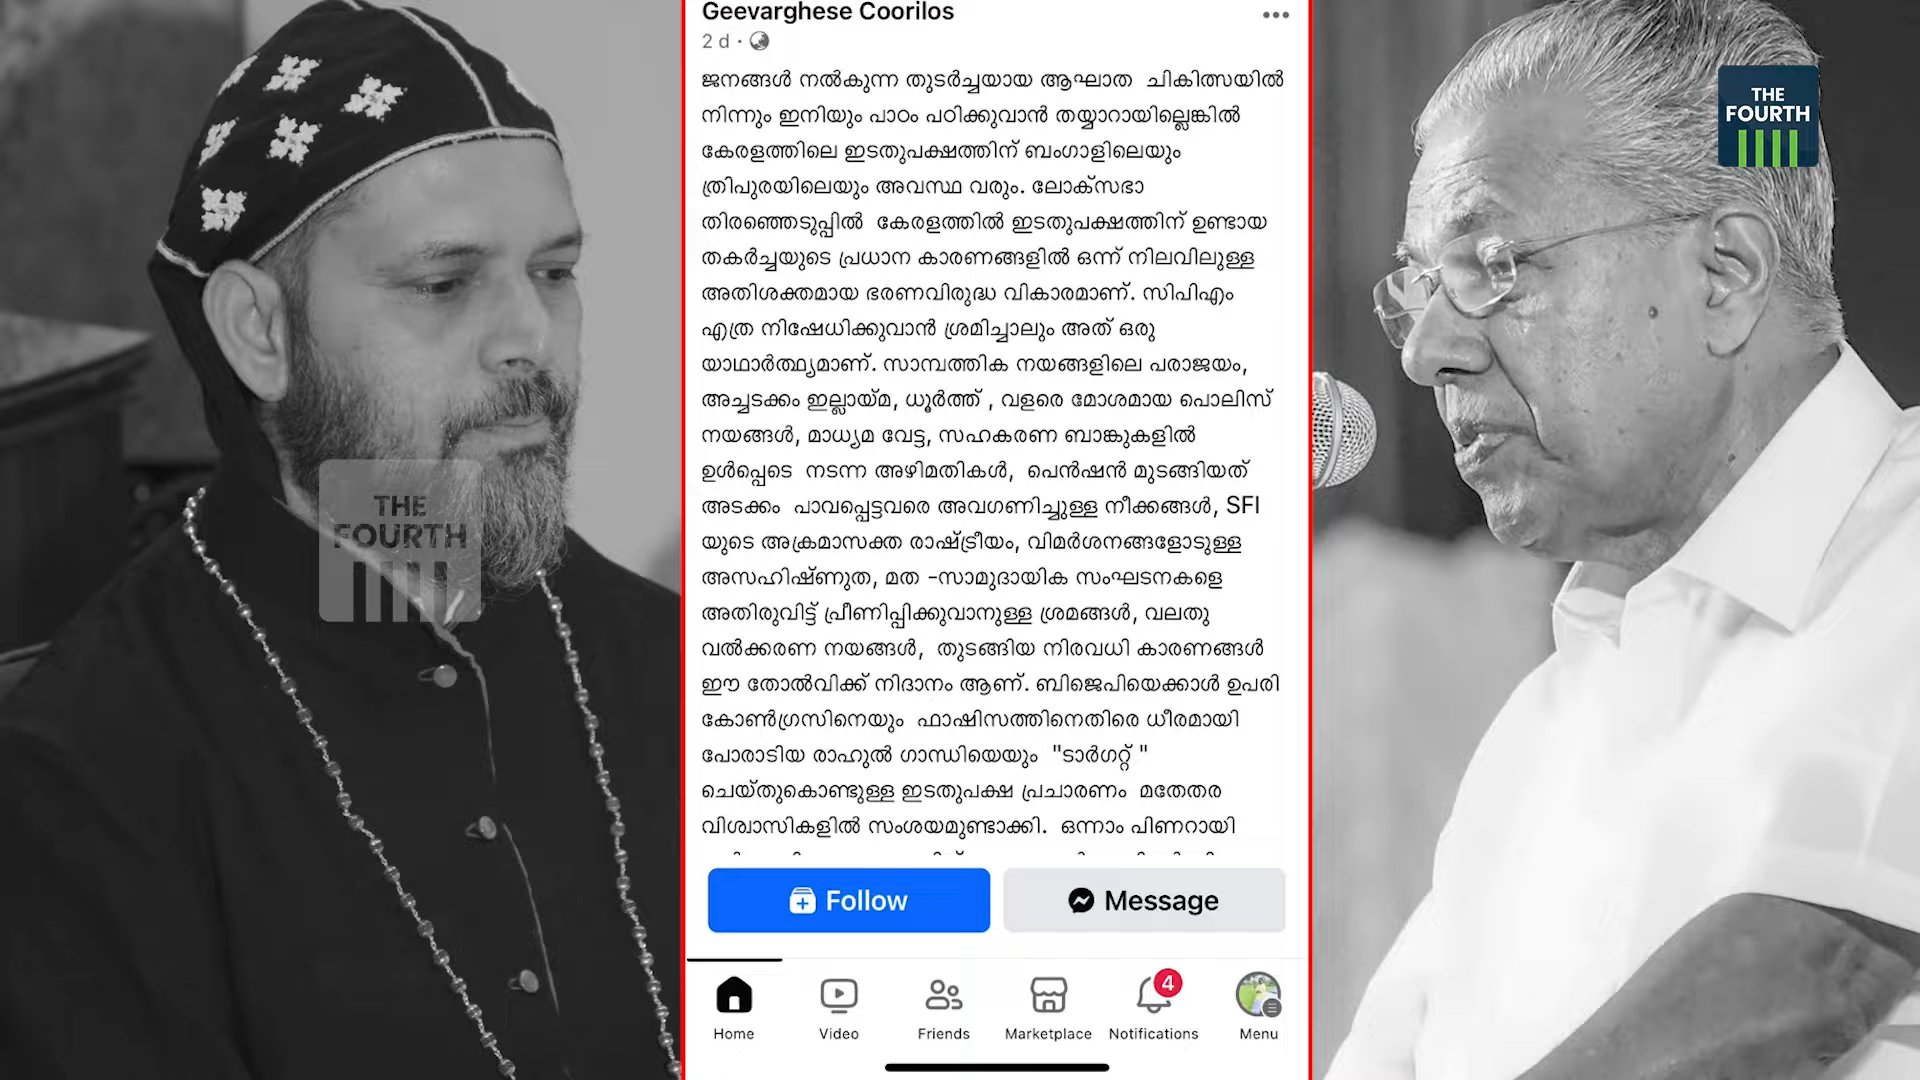 Geevarghese Coorilos
2 d ·
ജനങ്ങൾ നൽകുന്ന തുടർച്ചയായ ആഘാത ചികിത്സയിൽ
നിന്നും ഇനിയും പാഠം പഠിക്കുവാൻ തയ്യാറായില്ലെങ്കിൽ
കേരളത്തിലെ ഇടതുപക്ഷത്തിന് ബംഗാളിലെയും
ത്രിപുരയിലെയും അവസ്ഥ വരും. ലോക്സഭാ
തിരഞ്ഞെടുപ്പിൽ കേരളത്തിൽ ഇടതുപക്ഷത്തിന് ഉണ്ടായ
തകർച്ചയുടെ പ്രധാന കാരണങ്ങളിൽ ഒന്ന് നിലവിലുള്ള
അതിശക്തമായ ഭരണവിരുദ്ധ വികാരമാണ്. സിപിഎം
എത്ര നിഷേധിക്കുവാൻ ശ്രമിച്ചാലും അത് ഒരു
യാഥാർത്ഥ്യമാണ്. സാമ്പത്തിക നയങ്ങളിലെ പരാജയം,
അച്ചടക്കം ഇല്ലായ്മ, ധൂർത്ത് , വളരെ മോശമായ പൊലിസ്
നയങ്ങൾ, മാധ്യമ വേട്ട, സഹകരണ ബാങ്കുകളിൽ
ഉൾപ്പെടെ നടന്ന അഴിമതികൾ, പെൻഷൻ മുടങ്ങിയത്
അടക്കം പാവപ്പെട്ടവരെ അവഗണിച്ചുള്ള നീക്കങ്ങൾ, SFI
യുടെ അക്രമാസക്ത രാഷ്ട്രീയം, വിമർശനങ്ങളോടുള്ള
അസഹിഷ്ണുത, മത -സാമുദായിക സംഘടനകളെ
അതിരുവിട്ട് പ്രീണിപ്പിക്കുവാനുള്ള ശ്രമങ്ങൾ, വലതു
വൽക്കരണ നയങ്ങൾ, തുടങ്ങിയ നിരവധി കാരണങ്ങൾ
ഈ തോൽവിക്ക് നിദാനം ആണ്. ബിജെപിയെക്കാൾ ഉപരി
കോൺഗ്രസിനെയും ഫാഷിസത്തിനെതിരെ ധീരമായി
പോരാടിയ രാഹുൽ ഗാന്ധിയെയും "ടാർഗറ്റ് "
ചെയ്തുകൊണ്ടുള്ള ഇടതുപക്ഷ പ്രചാരണം മതേതര
വിശ്വാസികളിൽ സംശയമുണ്ടാക്കി. ഒന്നാം പിണറായി
Follow
Message
4
Home
Video
Friends
Marketplace
Notifications
Menu
THE
FOURTH
THE
FOURTH